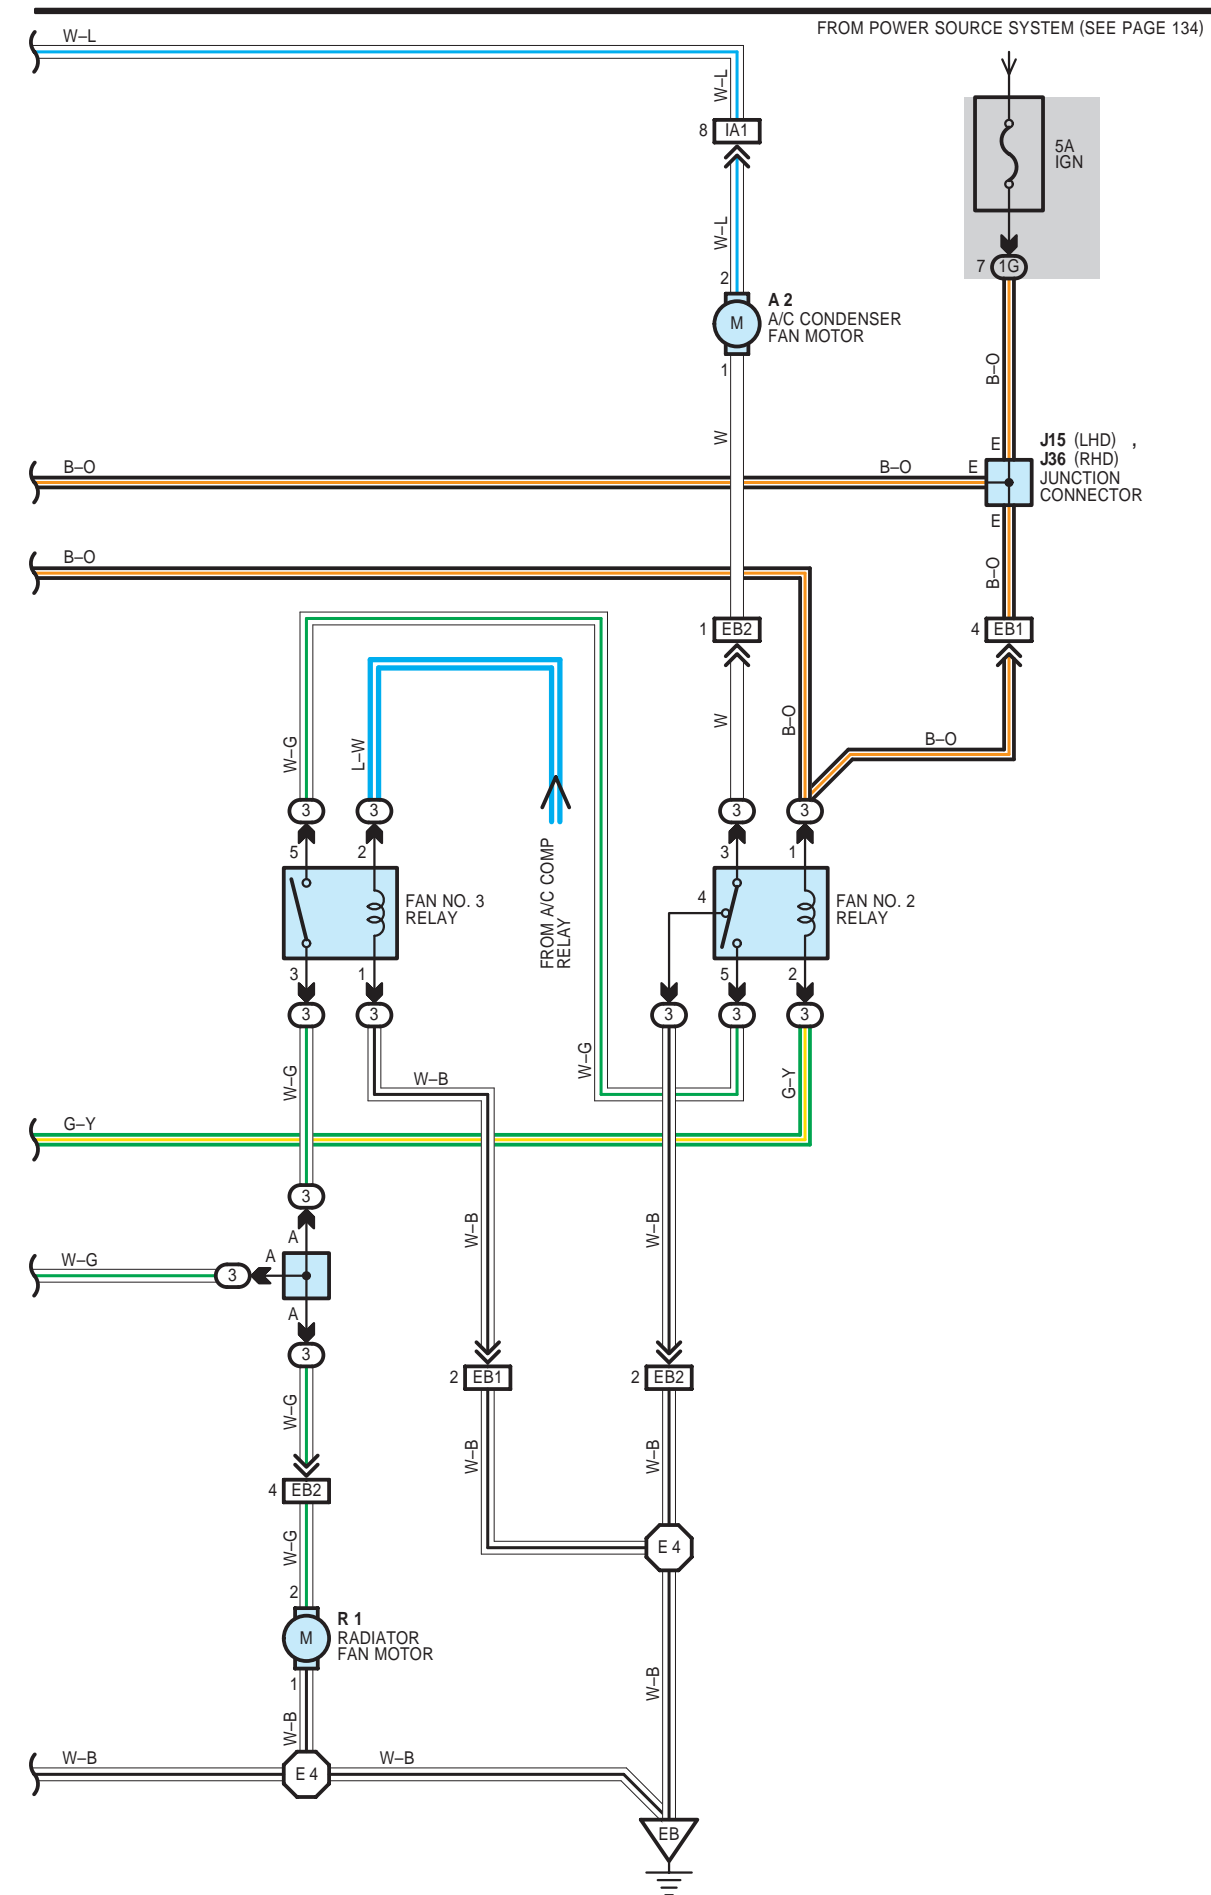 FROM POWER SOURCE SYSTEM (SEE PAGE 134)
W–L
W–L
8 IA1
5A
IGN
W–L
7 1G
2
A 2
A/C CONDENSER
FAN MOTOR
M
1
B–O
W
E
J15 (LHD) ,
J36 (RHD)
JUNCTION
CONNECTOR
B–O
B–O
E
E
B–O
B–O
1 EB2
4 EB1
W–G
L–W
W
B–O
B–O
3
3
3
3
5
2
3
1
FAN NO. 3
RELAY
FROM A/C COMP
RELAY
4
FAN NO. 2
RELAY
3
1
5
2
3
3
3
3
3
W–G
W–B
W–G
G–Y
G–Y
3
A
W–B
W–B
W–G
3
A
A
3
2 EB1
2 EB2
W–G
W–B
W–B
4 EB2
W–G
E 4
2
R 1
RADIATOR
FAN MOTOR
M
1
W–B
W–B
W–B
W–B
E 4
EB